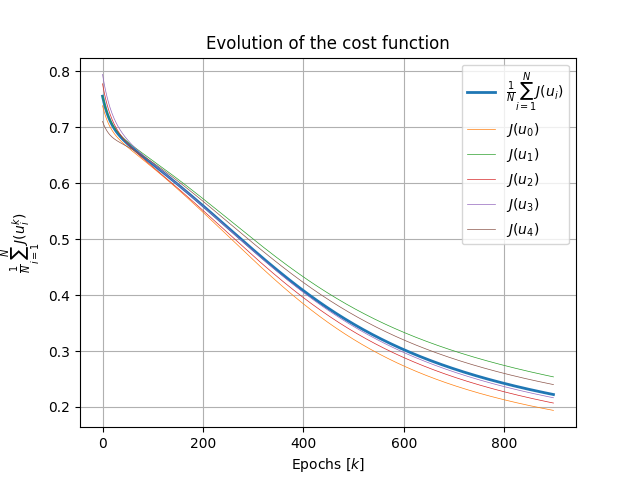 Evolution of the cost function
0.8
0.7
0.6
0.5
0.4
0.3
0.2
0 200 400 600 800
Epochs [k]
1/N ∑_{i=1}^{N} J(u_i^k)
1/N ∑_{i=1}^{N} J(u_i)
J(u_0)
J(u_1)
J(u_2)
J(u_3)
J(u_4)